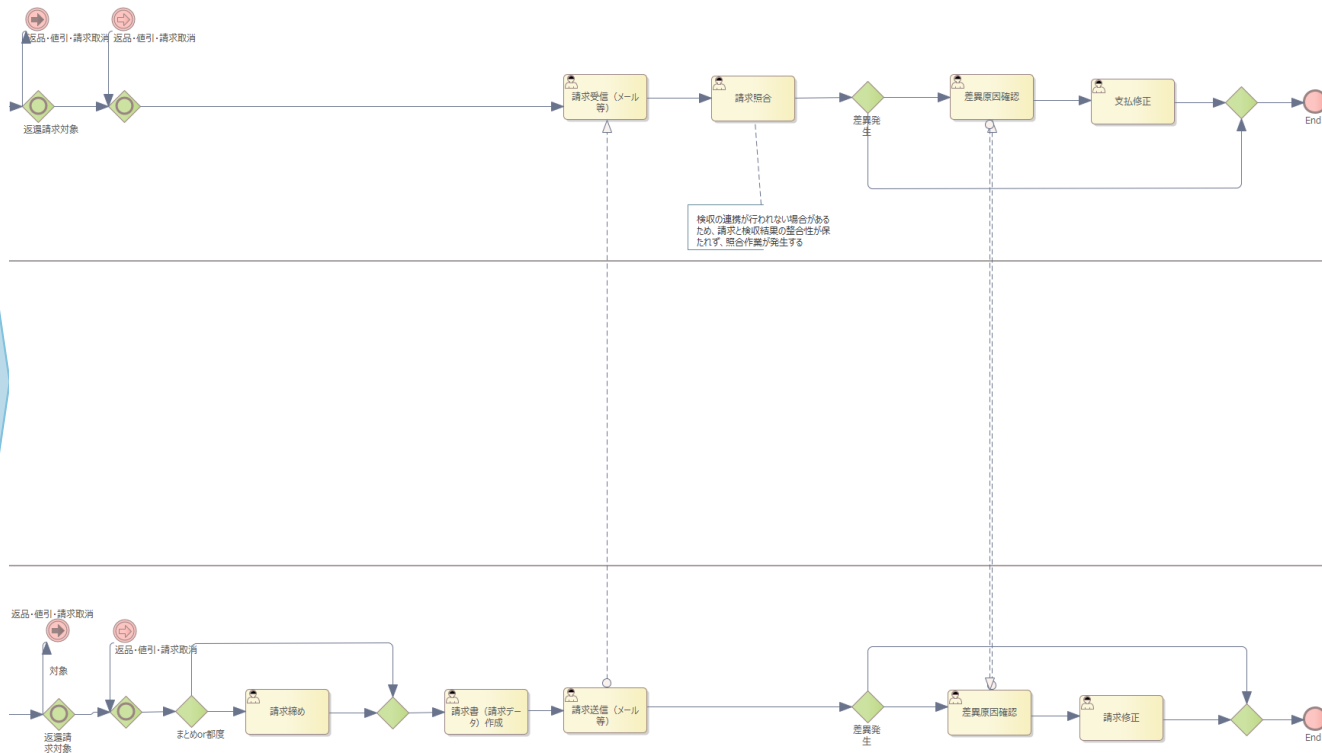 返品・値引・請求取消
返品・値引・請求取消
返還請求対象
請求受信（メール
等）
請求照合
差異発
生
差異原因確認
支払修正
End
検収の連携が行われない場合がある
ため、請求と検収結果の整合性が保
たれず、照合作業が発生する
返品・値引・請求取消
返品・値引・請求取消
対象
返還請
求対象
まとめor都度
請求締め
請求書（請求デー
タ）作成
請求送信（メール
等）
差異発
生
差異原因確認
請求修正
End